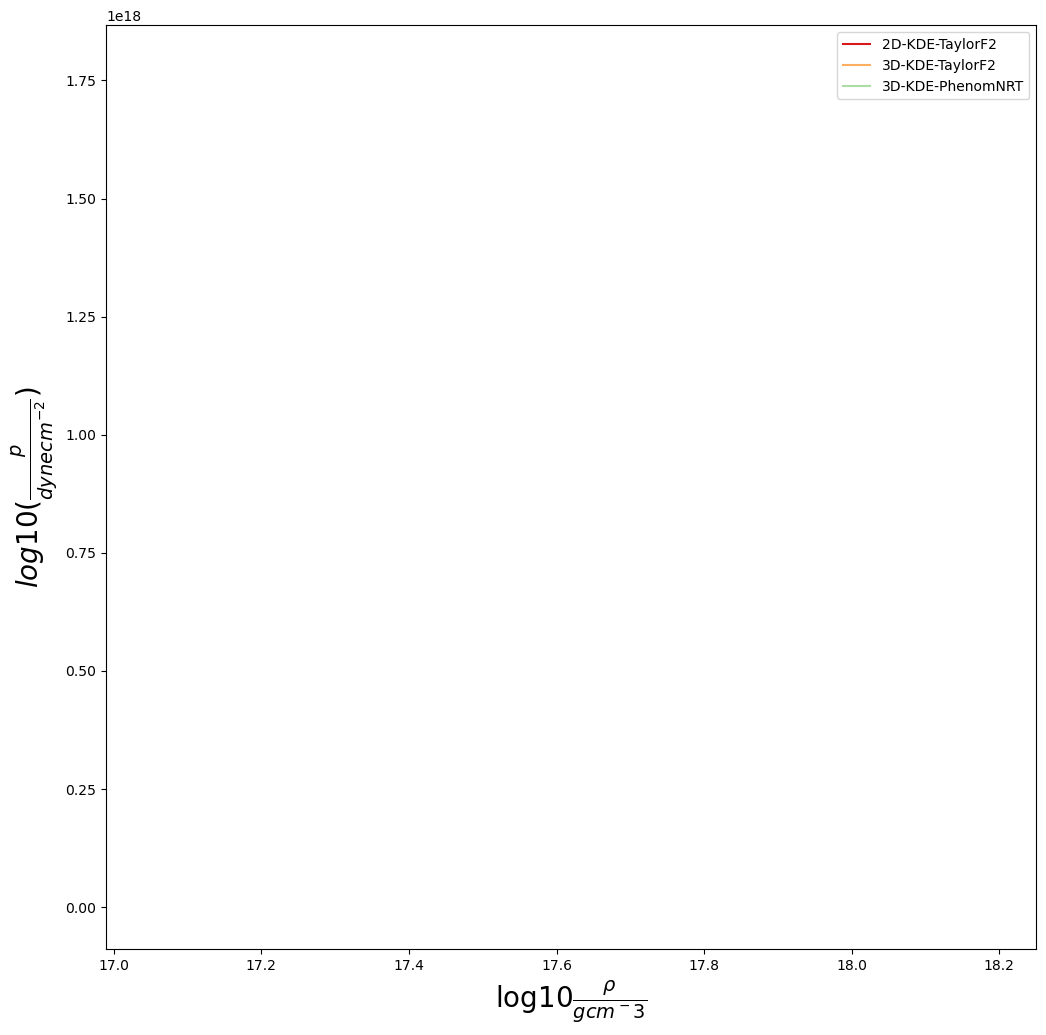 1e18
2D-KDE-TaylorF2
3D-KDE-TaylorF2
3D-KDE-PhenomNRT
1.75
1.50
1.25
1.00
0.75
0.50
0.25
0.00
log10(p/dynecm⁻²)
17.0 17.2 17.4 17.6 17.8 18.0 18.2
log10 ρ/gcm⁻3